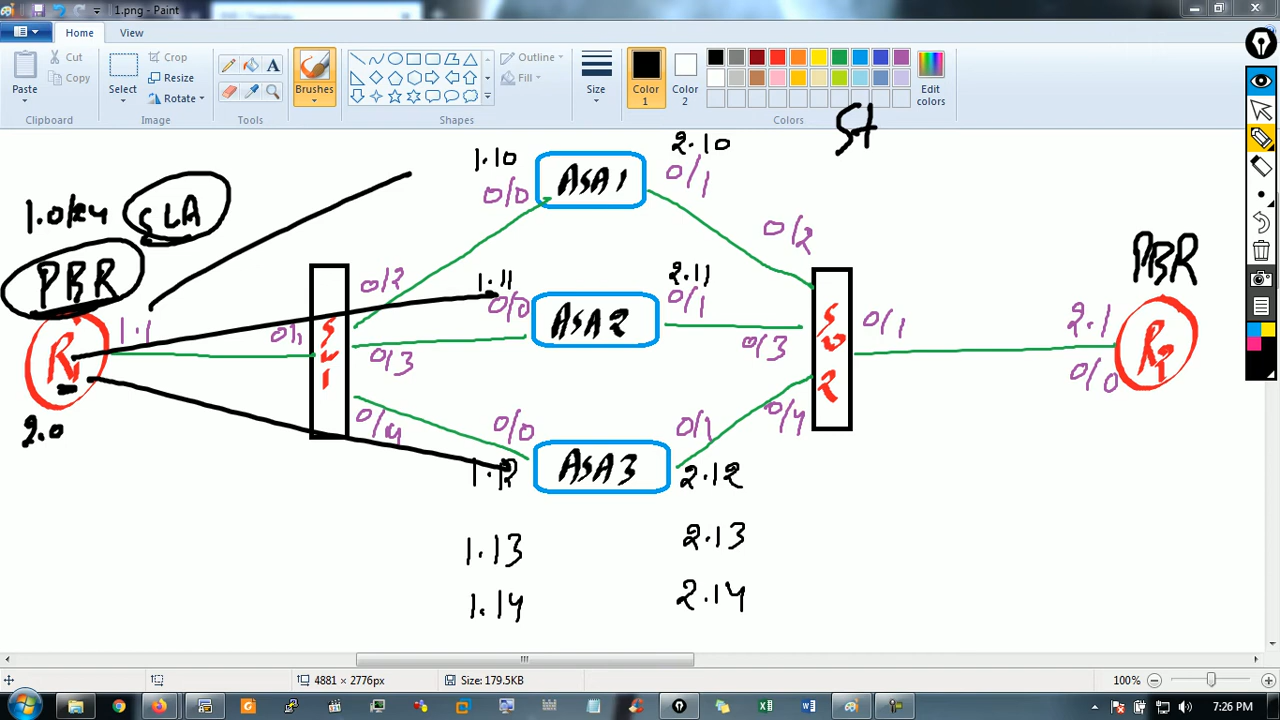 1.png - Paint
Home
View
Paste
Cut
Copy
Clipboard
Select
Crop
Resize
Rotate
Image
Tools
Brushes
Shapes
Outline
Fill
Size
Color 1
Color 2
Edit colors
Colors
St
1.10
ASA1
2.10
0/0
0/1
1.0/24
SLA
PBR
0/2
0/2
PBR
1.11
2.11
0/0
0/1
ASA2
1.1
0/1
0/3
0/3
0/1
2.1
R1
SW1
SW2
0/0
2.0
0/4
0/0
0/1
0/4
ASA3
1.12
2.12
1.13
2.13
1.14
2.14
4881 × 2776px
Size: 179.5KB
100%
7:26 PM